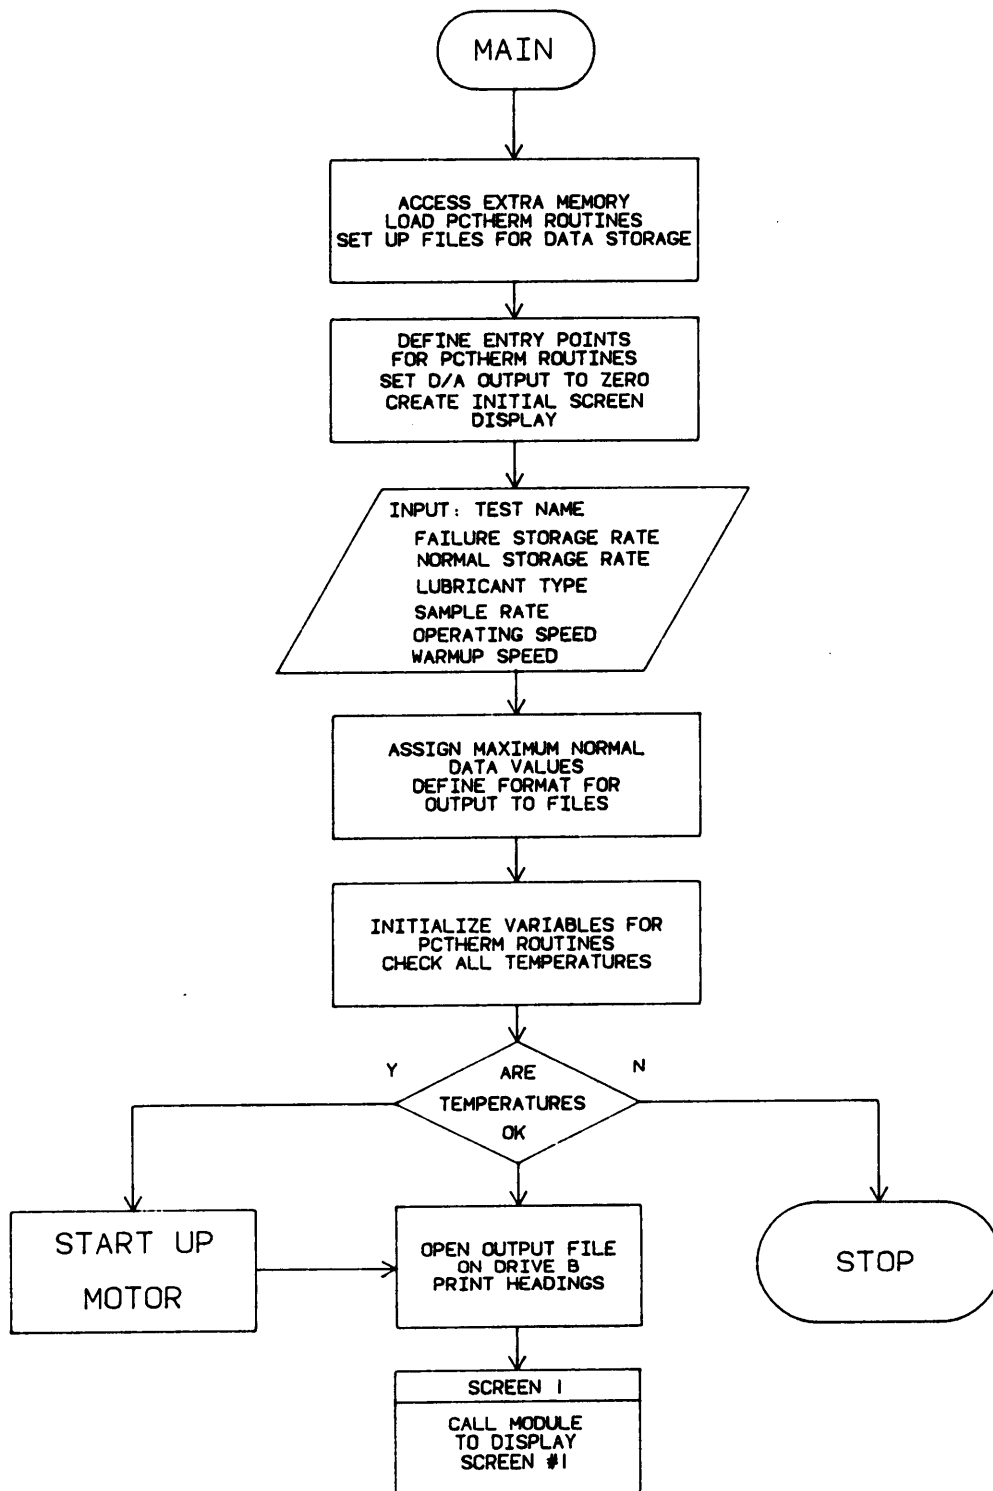 MAIN
ACCESS EXTRA MEMORY
LOAD PCTHERM ROUTINES
SET UP FILES FOR DATA STORAGE
DEFINE ENTRY POINTS
FOR PCTHERM ROUTINES
SET D/A OUTPUT TO ZERO
CREATE INITIAL SCREEN
DISPLAY
INPUT: TEST NAME
FAILURE STORAGE RATE
NORMAL STORAGE RATE
LUBRICANT TYPE
SAMPLE RATE
OPERATING SPEED
WARMUP SPEED
ASSIGN MAXIMUM NORMAL
DATA VALUES
DEFINE FORMAT FOR
OUTPUT TO FILES
INITIALIZE VARIABLES FOR
PCTHERM ROUTINES
CHECK ALL TEMPERATURES
Y
N
ARE
TEMPERATURES
OK
START UP
MOTOR
OPEN OUTPUT FILE
ON DRIVE B
PRINT HEADINGS
STOP
SCREEN 1
CALL MODULE
TO DISPLAY
SCREEN #1